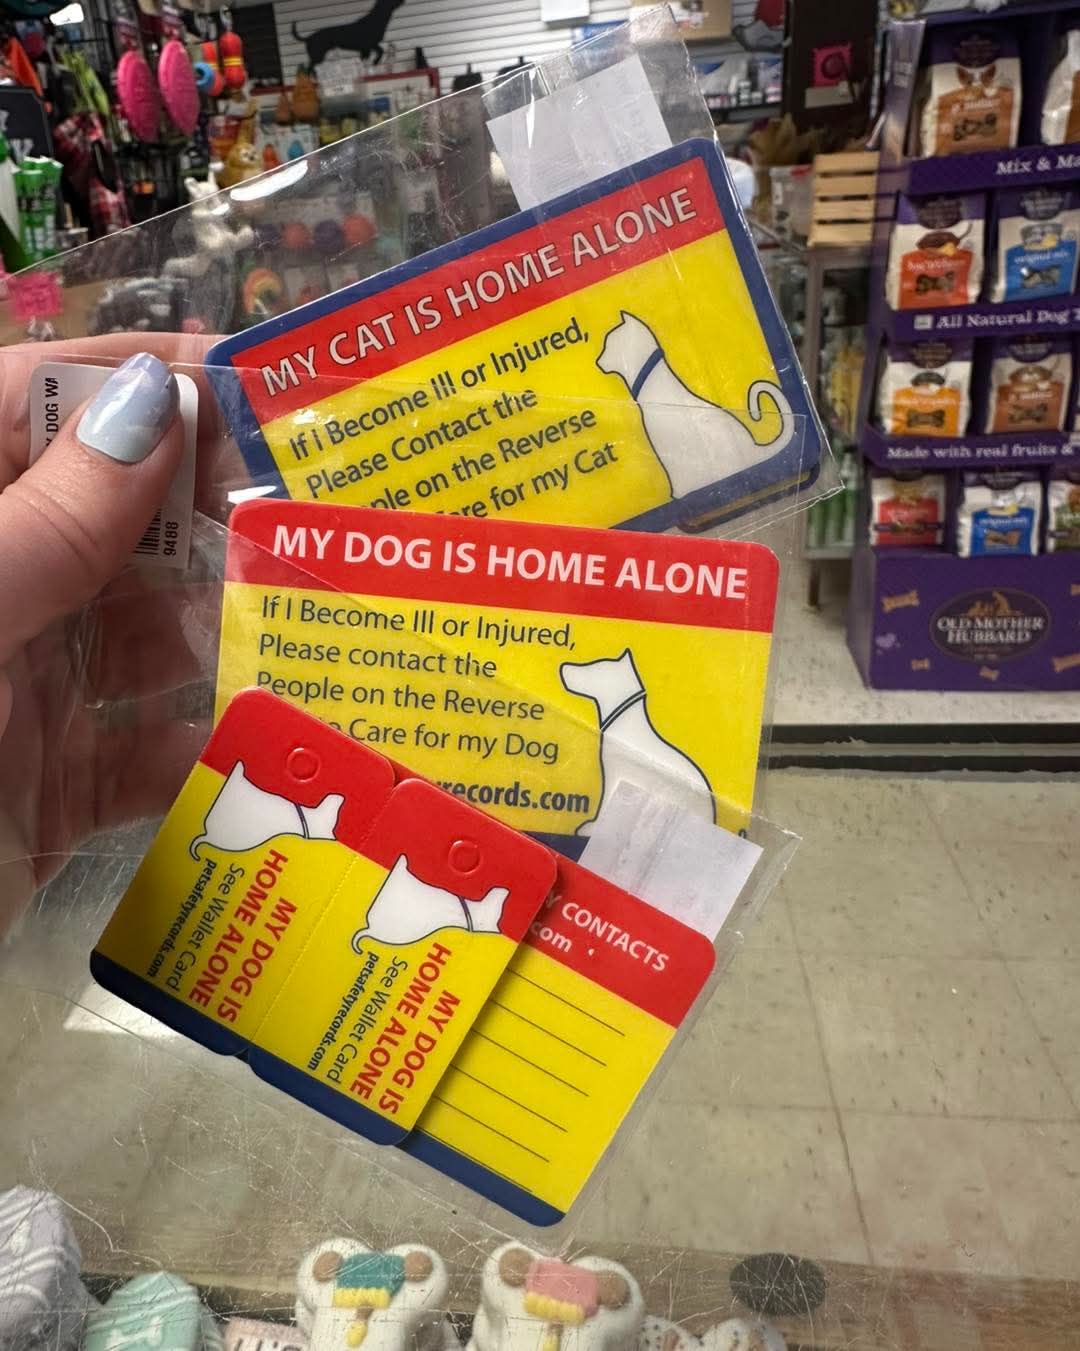 MY CAT IS HOME ALONE
If I Become Ill or Injured,
Please Contact the
ple on the Reverse
re for my Cat
Y DOG WA
9488
MY DOG IS HOME ALONE
If I Become Ill or Injured,
Please contact the
People on the Reverse
Care for my Dog
records.com
MY DOG IS
HOME ALONE
See Wallet Card
petsafetyrecords.com
MY DOG IS
HOME ALONE
See Wallet Card
petsafetyrecords.com
Y CONTACTS
com
Mix & Ma
All Natural Dog T
original mix
Made with real fruits &
OLD MOTHER
HUBBARD